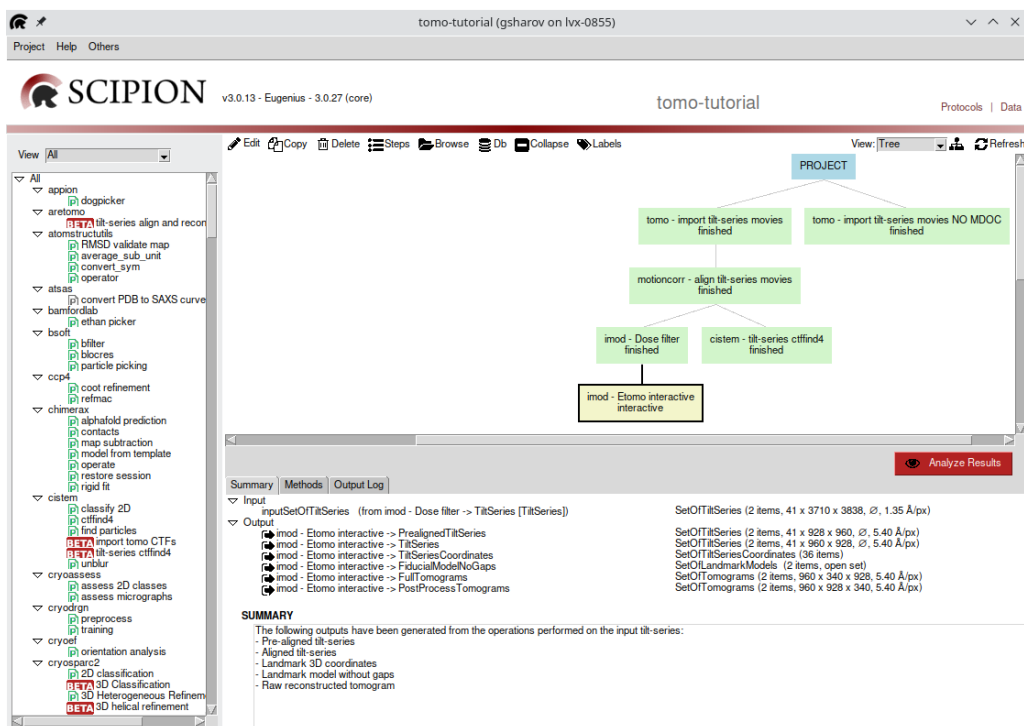 tomo-tutorial (gsharov on lvx-0855)
Project Help Others
SCIPION v3.0.13 - Eugenius - 3.0.27 (core) tomo-tutorial Protocols | Data
View All
Edit Copy Delete Steps Browse Db Collapse Labels View: Tree Refresh
All
appion
dogpicker
aretomo
BETA tilt-series align and recon
atomstructutils
RMSD validate map
average_sub_unit
convert_sym
operator
atsas
convert PDB to SAXS curve
bamfordlab
ethan picker
bsoft
bfilter
blocres
particle picking
ccp4
coot refinement
refmac
chimerax
alphafold prediction
contacts
map subtraction
model from template
operate
restore session
rigid fit
cistem
classify 2D
ctffind4
find particles
BETA import tomo CTFs
BETA tilt-series ctffind4
unblur
cryoassess
assess 2D classes
assess micrographs
cryodrgn
preprocess
training
cryoef
orientation analysis
cryosparc2
2D classification
BETA 3D Classification
3D Heterogeneous Refinem
BETA 3D helical refinement
PROJECT
tomo - import tilt-series movies
finished
tomo - import tilt-series movies NO MDOC
finished
motioncorr - align tilt-series movies
finished
imod - Dose filter
finished
cistem - tilt-series ctffind4
finished
imod - Etomo interactive
interactive
Analyze Results
Summary Methods Output Log
Input
inputSetOfTiltSeries (from imod - Dose filter -> TiltSeries [TiltSeries]) SetOfTiltSeries (2 items, 41 x 3710 x 3838, ∅, 1.35 Å/px)
Output
imod - Etomo interactive -> PrealignedTiltSeries SetOfTiltSeries (2 items, 41 x 928 x 960, ∅, 5.40 Å/px)
imod - Etomo interactive -> TiltSeries SetOfTiltSeries (2 items, 41 x 960 x 928, ∅, 5.40 Å/px)
imod - Etomo interactive -> TiltSeriesCoordinates SetOfTiltSeriesCoordinates (36 items)
imod - Etomo interactive -> FiducialModelNoGaps SetOfLandmarkModels (2 items, open set)
imod - Etomo interactive -> FullTomograms SetOfTomograms (2 items, 960 x 340 x 928, 5.40 Å/px)
imod - Etomo interactive -> PostProcessTomograms SetOfTomograms (2 items, 960 x 928 x 340, 5.40 Å/px)
SUMMARY
The following outputs have been generated from the operations performed on the input tilt-series:
- Pre-aligned tilt-series
- Aligned tilt-series
- Landmark 3D coordinates
- Landmark model without gaps
- Raw reconstructed tomogram